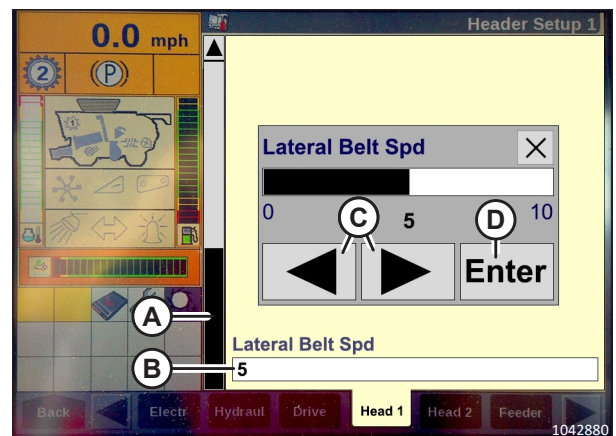 0.0 mph
Header Setup 1
2
P
1
Lateral Belt Spd
0
5
10
C
D
Enter
A
Lateral Belt Spd
B
5
Back
Electr
Hydraul
Drive
Head 1
Head 2
Feeder
1042880